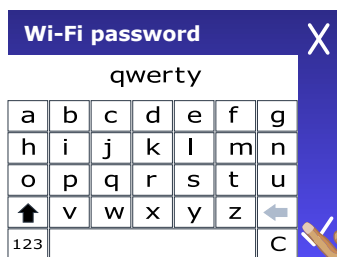 Wi-Fi password
qwerty
a b c d e f g
h i j k l m n
o p q r s t u
v w x y z
123 C